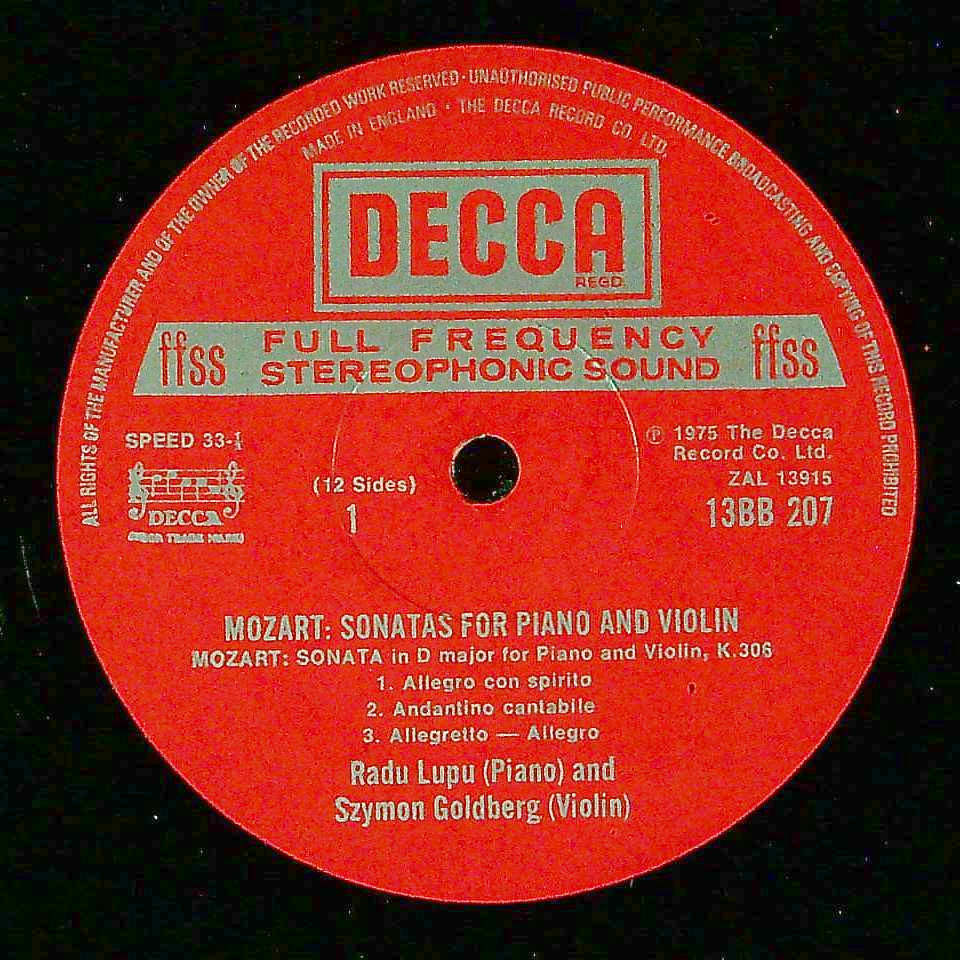 ALL RIGHTS OF THE MANUFACTURER AND OF THE OWNER OF THE RECORDED WORK RESERVED · UNAUTHORISED PUBLIC PERFORMANCE BROADCASTING AND COPYING OF THIS RECORD PROHIBITED
MADE IN ENGLAND · THE DECCA RECORD CO. LTD.
DECCA
REGD.
ffss FULL FREQUENCY ffss
STEREOPHONIC SOUND
SPEED 33-⅓
DECCA
TRADE MARK
(12 Sides)
1
℗ 1975 The Decca
Record Co. Ltd.
ZAL 13915
13BB 207
MOZART: SONATAS FOR PIANO AND VIOLIN
MOZART: SONATA in D major for Piano and Violin, K.306
1. Allegro con spirito
2. Andantino cantabile
3. Allegretto — Allegro
Radu Lupu (Piano) and
Szymon Goldberg (Violin)